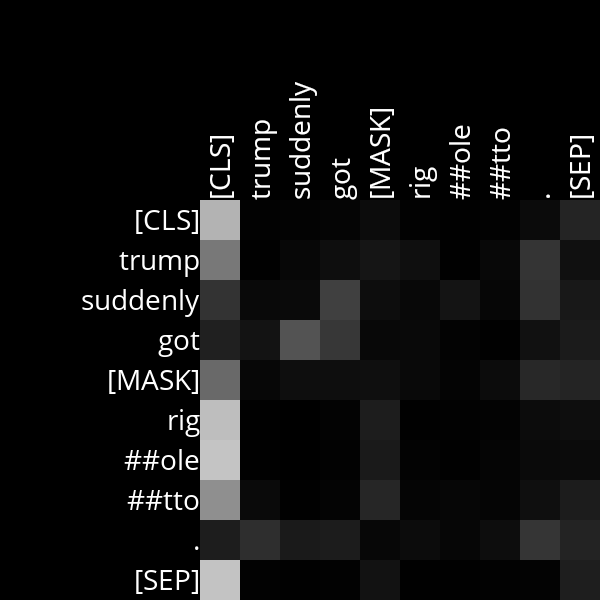 [CLS]
trump
suddenly
got
[MASK]
rig
##ole
##tto
.
[SEP]
[CLS]
trump
suddenly
got
[MASK]
rig
##ole
##tto
.
[SEP]